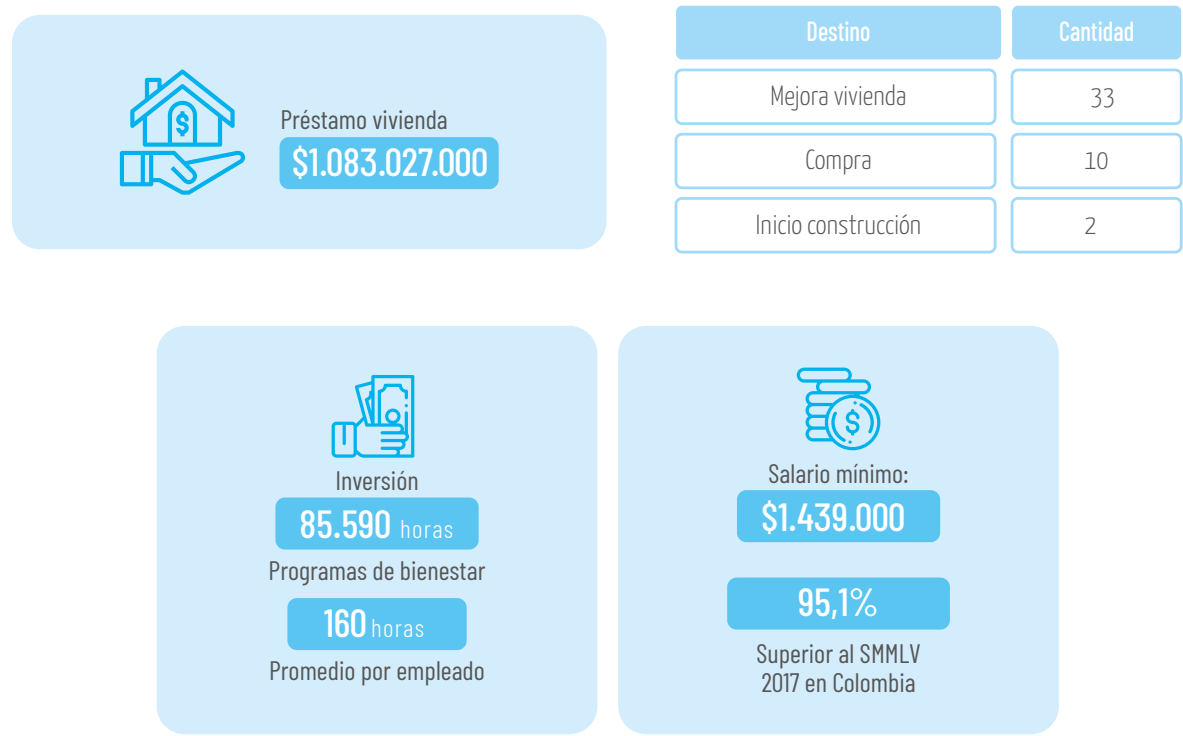 Préstamo vivienda
$1.083.027.000
Destino Cantidad
Mejora vivienda 33
Compra 10
Inicio construcción 2
Inversión
85.590 horas
Programas de bienestar
160 horas
Promedio por empleado
Salario mínimo:
$1.439.000
95,1%
Superior al SMMLV
2017 en Colombia